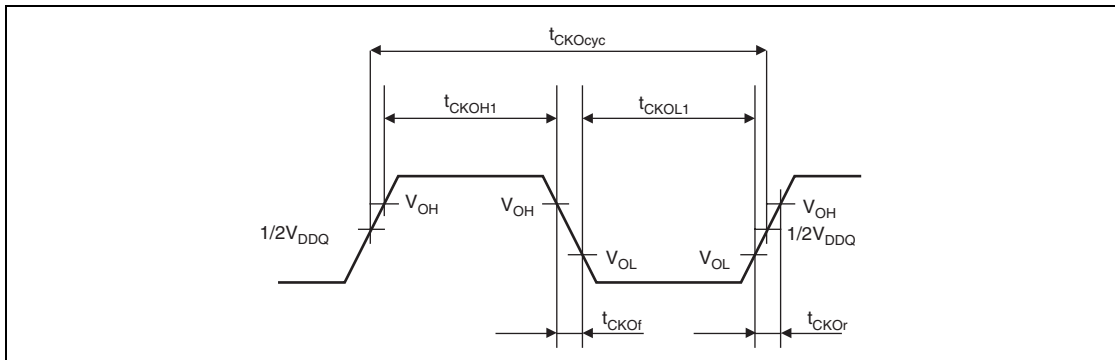 tCKOcyc
tCKOH1 tCKOL1
VOH VOH VOH
1/2VDDQ 1/2VDDQ
VOL VOL
tCKOf tCKOr